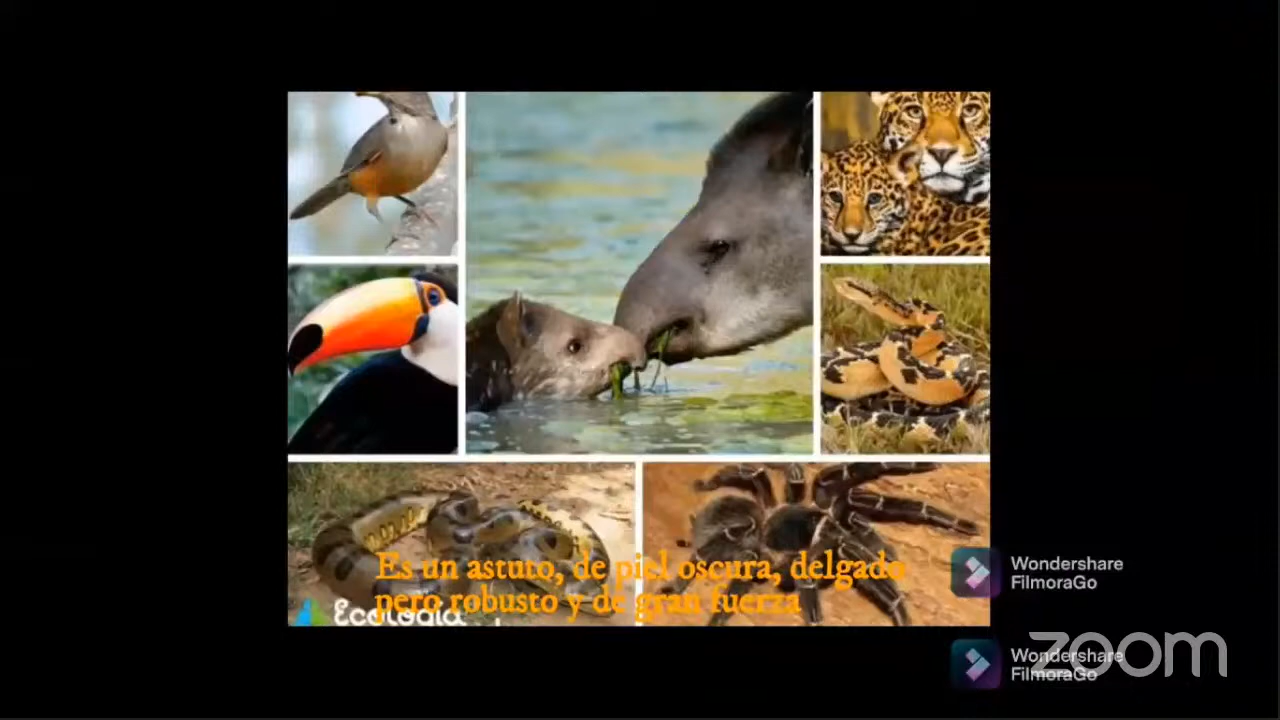 Es un astuto, de piel oscura, delgado
pero robusto y de gran fuerza
Ecología
Wondershare
FilmoraGo
Wondershare
FilmoraGo
zoom